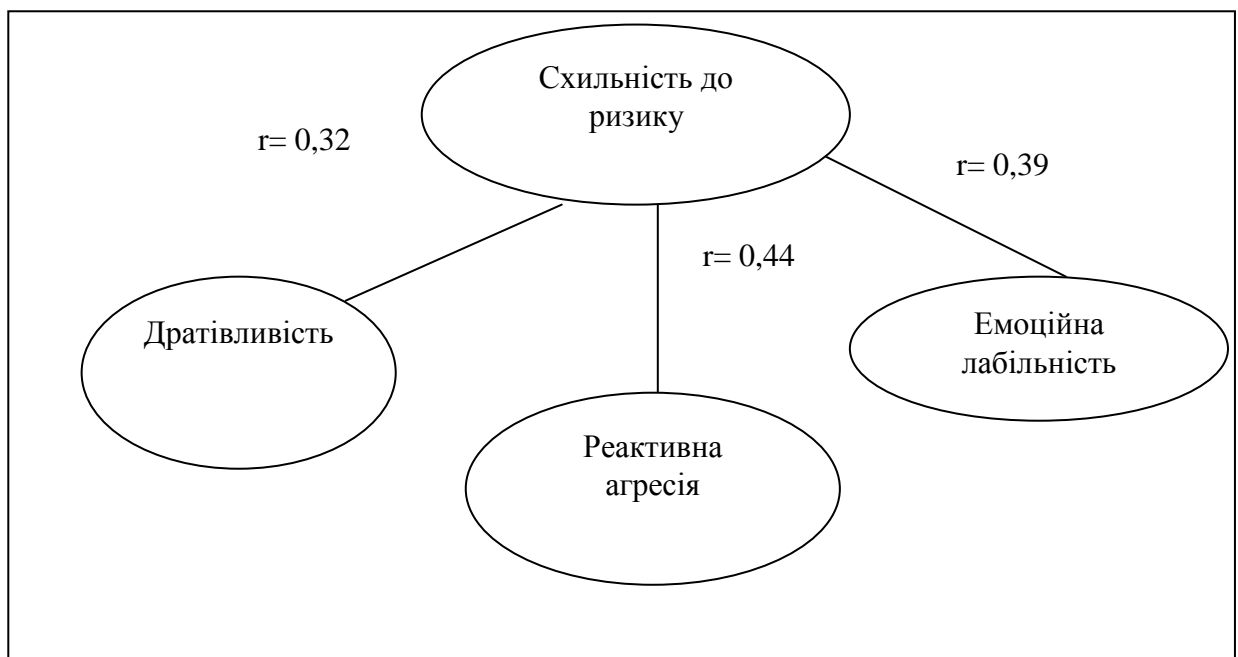 Схильність до
ризику
r= 0,32
r= 0,39
r= 0,44
Дратівливість
Емоційна
лабільність
Реактивна
агресія